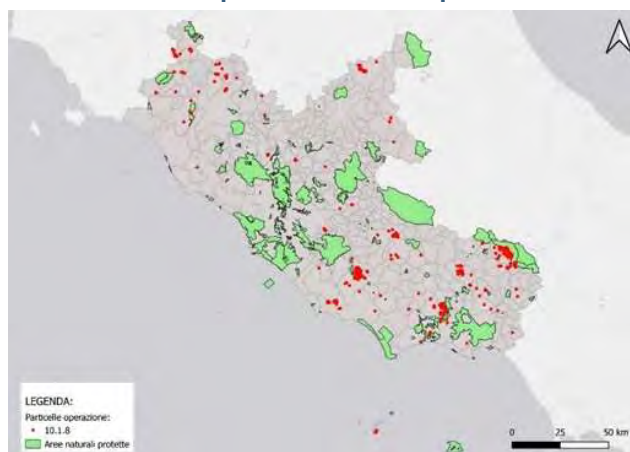 LEGENDA:
Particelle operazione:
10.1.8
Aree naturali protette
0 25 50 km